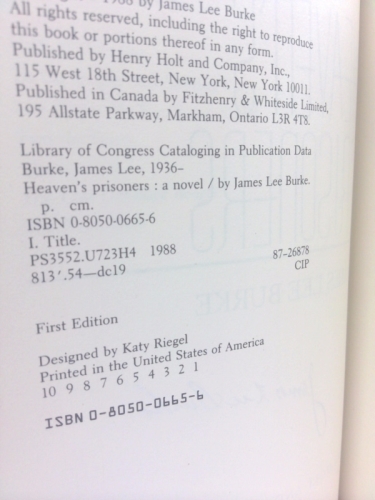 by James Lee Burke
All rights reserved, including the right to reproduce
this book or portions thereof in any form.
Published by Henry Holt and Company, Inc.,
115 West 18th Street, New York, New York 10011.
Published in Canada by Fitzhenry & Whiteside Limited,
195 Allstate Parkway, Markham, Ontario L3R 4T8.
Library of Congress Cataloging in Publication Data
Burke, James Lee, 1936–
Heaven's prisoners : a novel / by James Lee Burke.
p. cm.
ISBN 0-8050-0665-6
I. Title.
PS3552.U723H4 1988 87-26878
813'.54—dc19 CIP
First Edition
Designed by Katy Riegel
Printed in the United States of America
10 9 8 7 6 5 4 3 2 1
ISBN 0-8050-0665-6